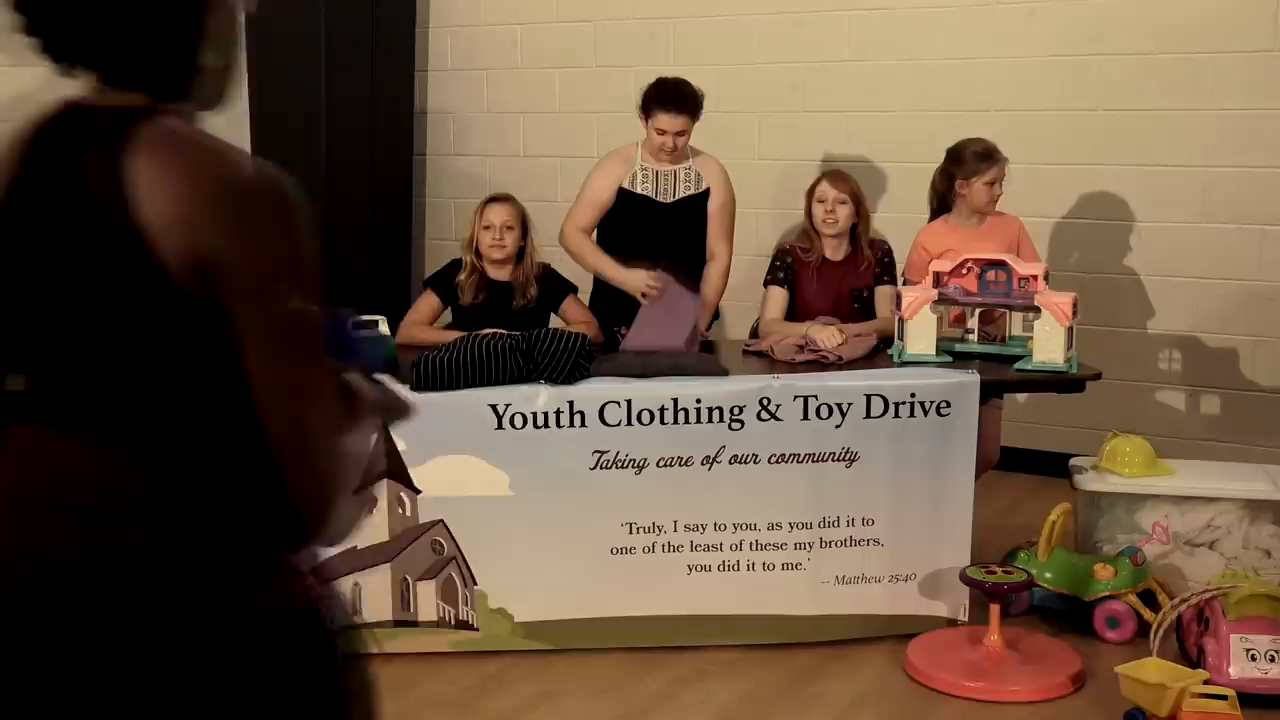 Youth Clothing & Toy Drive
Taking care of our community
'Truly, I say to you, as you did it to
one of the least of these my brothers,
you did it to me.'
-- Matthew 25:40